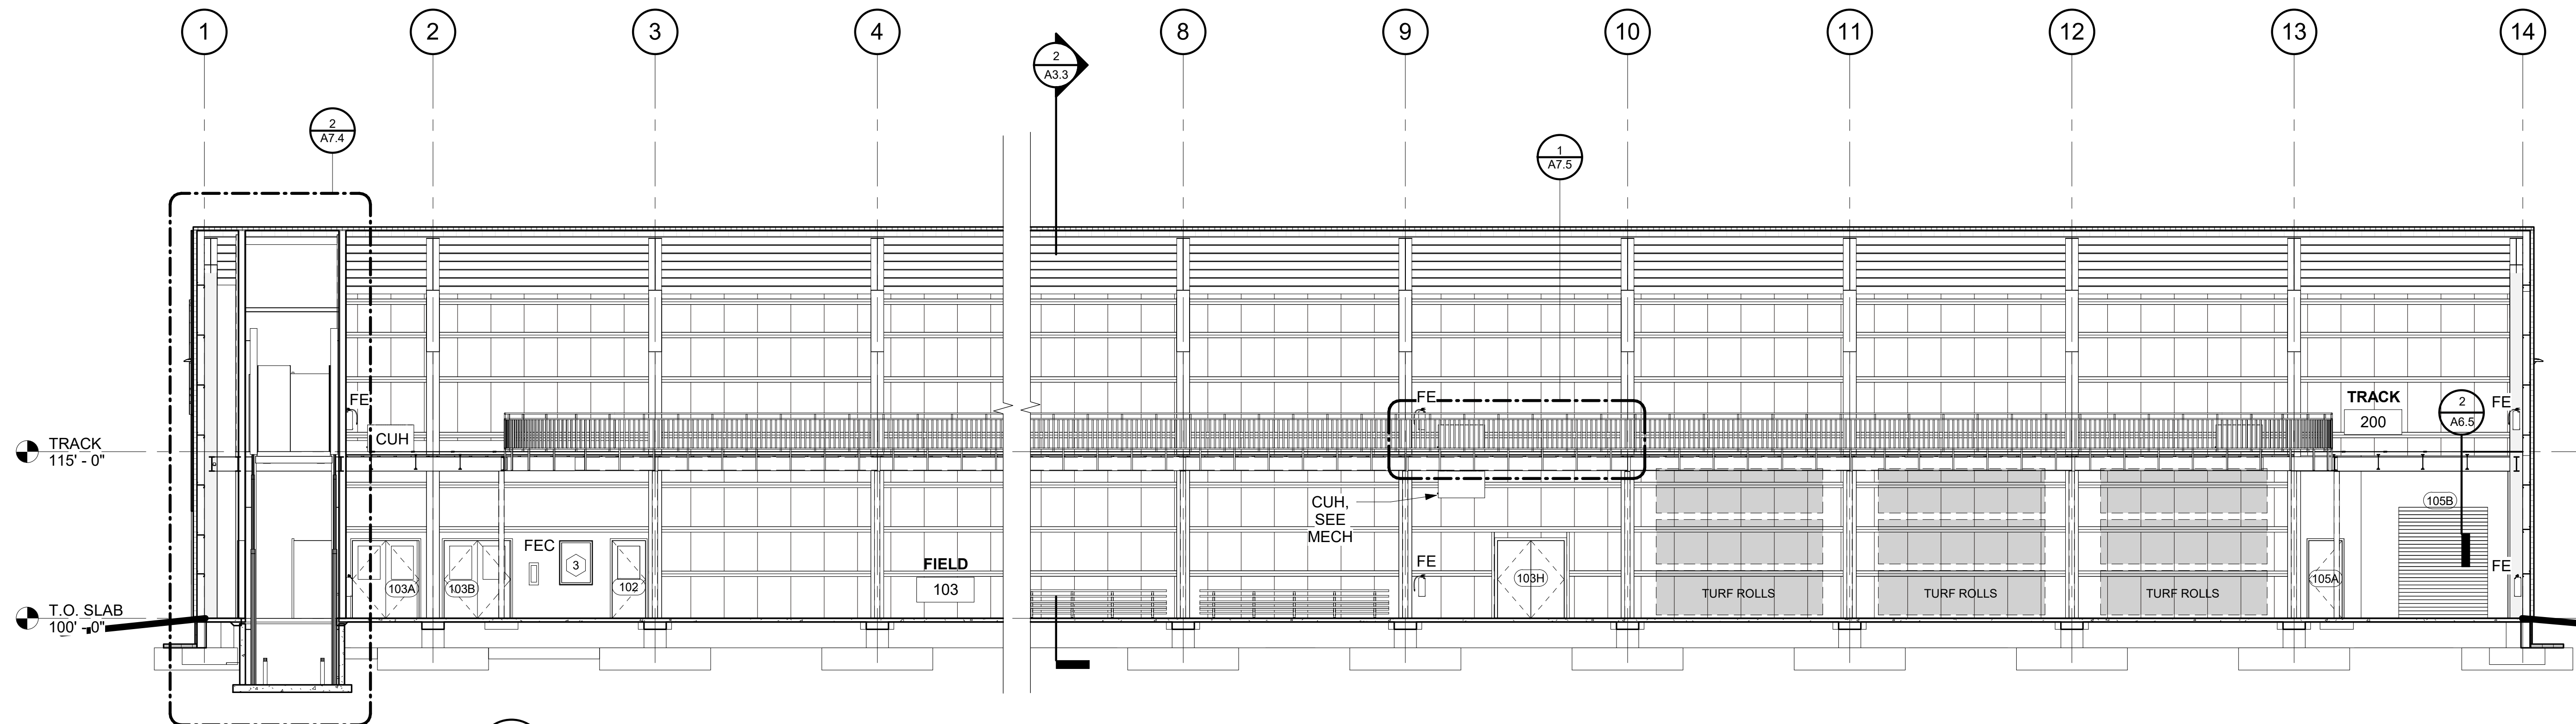 1
2
3
4
8
9
10
11
12
13
14
2
A3.3
2
A7.4
1
A7.5
FE
CUH
FE
TRACK
200
2
A6.5
FE
TRACK
115' - 0"
CUH,
SEE
MECH
105B
FEC
3
102
103A
103B
FIELD
103
FE
103H
TURF ROLLS
TURF ROLLS
TURF ROLLS
105A
FE
T.O. SLAB
100' - 0"